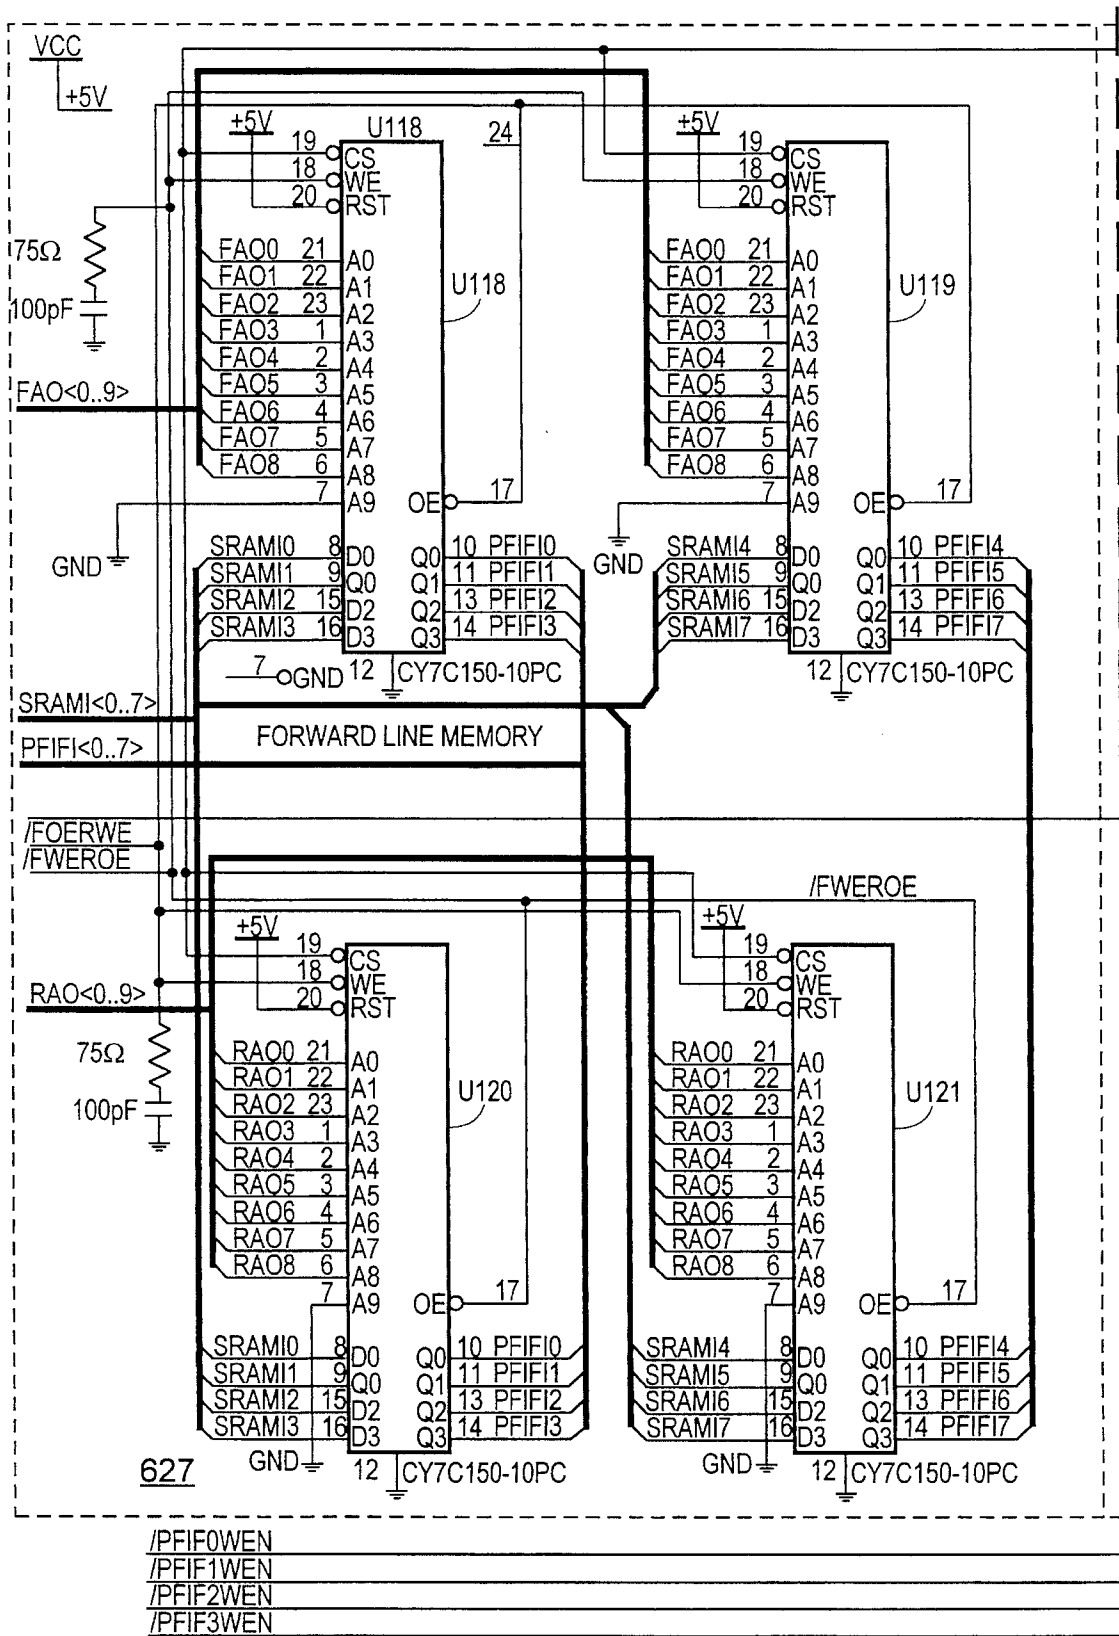 VCC
+5V
+5V
U118
24
+5V
19
CS
18
WE
20
RST
19
CS
18
WE
20
RST
75Ω
100pF
FAO0 21 A0
FAO1 22 A1
FAO2 23 A2
FAO3 1 A3
FAO4 2 A4
FAO5 3 A5
FAO6 4 A6
FAO7 5 A7
FAO8 6 A8
7 A9
U118
OE 17
FAO0 21 A0
FAO1 22 A1
FAO2 23 A2
FAO3 1 A3
FAO4 2 A4
FAO5 3 A5
FAO6 4 A6
FAO7 5 A7
FAO8 6 A8
7 A9
U119
OE 17
FAO<0..9>
GND
GND
SRAMI0 8 D0 Q0 10 PFIFI0
SRAMI1 9 Q0 Q1 11 PFIFI1
SRAMI2 15 D2 Q2 13 PFIFI2
SRAMI3 16 D3 Q3 14 PFIFI3
SRAMI4 8 D0 Q0 10 PFIFI4
SRAMI5 9 Q0 Q1 11 PFIFI5
SRAMI6 15 D2 Q2 13 PFIFI6
SRAMI7 16 D3 Q3 14 PFIFI7
7 GND 12 CY7C150-10PC
12 CY7C150-10PC
SRAMI<0..7>
FORWARD LINE MEMORY
PFIFI<0..7>
/FOERWE
/FWEROE
/FWEROE
+5V
+5V
19
CS
18
WE
20
RST
19
CS
18
WE
20
RST
RAO<0..9>
75Ω
100pF
RAO0 21 A0
RAO1 22 A1
RAO2 23 A2
RAO3 1 A3
RAO4 2 A4
RAO5 3 A5
RAO6 4 A6
RAO7 5 A7
RAO8 6 A8
7 A9
U120
OE 17
RAO0 21 A0
RAO1 22 A1
RAO2 23 A2
RAO3 1 A3
RAO4 2 A4
RAO5 3 A5
RAO6 4 A6
RAO7 5 A7
RAO8 6 A8
7 A9
U121
OE 17
SRAMI0 8 D0 Q0 10 PFIFI0
SRAMI1 9 Q0 Q1 11 PFIFI1
SRAMI2 15 D2 Q2 13 PFIFI2
SRAMI3 16 D3 Q3 14 PFIFI3
SRAMI4 8 D0 Q0 10 PFIFI4
SRAMI5 9 Q0 Q1 11 PFIFI5
SRAMI6 15 D2 Q2 13 PFIFI6
SRAMI7 16 D3 Q3 14 PFIFI7
GND 12 CY7C150-10PC
GND 12 CY7C150-10PC
627
/PFIF0WEN
/PFIF1WEN
/PFIF2WEN
/PFIF3WEN